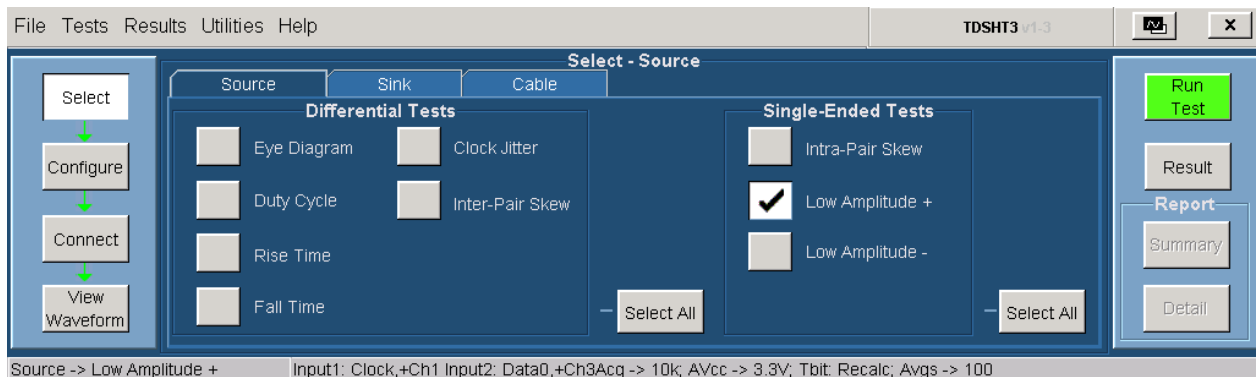 File Tests Results Utilities Help
TDSHT3 v1.3
x
Select - Source
Source Sink Cable
Select
Configure
Connect
View
Waveform
Differential Tests
Eye Diagram Clock Jitter
Duty Cycle Inter-Pair Skew
Rise Time
Fall Time
Select All
Single-Ended Tests
Intra-Pair Skew
Low Amplitude +
Low Amplitude -
Select All
Run
Test
Result
Report
Summary
Detail
Source -> Low Amplitude + Input1: Clock,+Ch1 Input2: Data0,+Ch3Acq -> 10k; AVcc -> 3.3V; Tbit: Recalc; Avgs -> 100